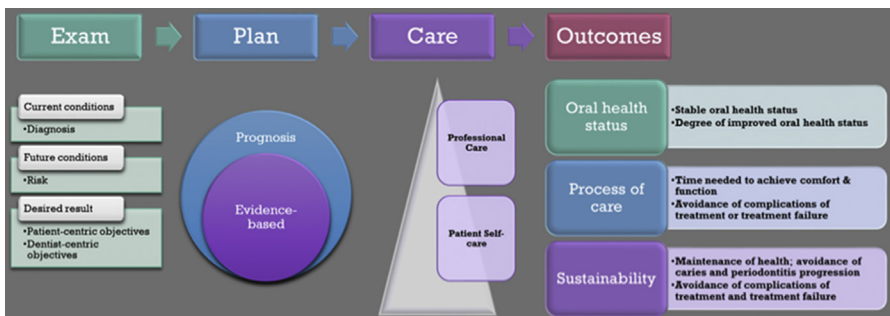 Exam
Plan
Care
Outcomes
Current conditions
•Diagnosis
Future conditions
•Risk
Desired result
•Patient-centric objectives
•Dentist-centric
objectives
Prognosis
Evidence-
based
Professional
Care
Patient Self-
care
Oral health
status
•Stable oral health status
•Degree of improved oral health status
Process of
care
•Time needed to achieve comfort &
function
•Avoidance of complications of
treatment or treatment failure
Sustainability
•Maintenance of health; avoidance of
caries and periodontitis progression
•Avoidance of complications of
treatment and treatment failure